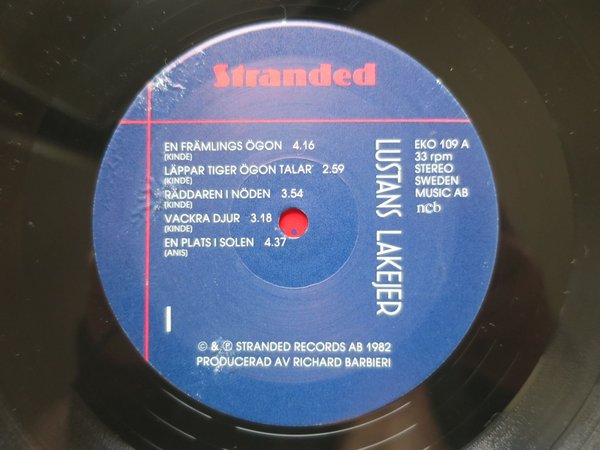 Stranded
EN FRÄMLINGS ÖGON 4.16
(KINDE)
LÄPPAR TIGER ÖGON TALAR 2.59
(KINDE)
RÄDDAREN I NÖDEN 3.54
(KINDE)
VACKRA DJUR 3.18
(KINDE)
EN PLATS I SOLEN 4.37
(ANIS)
I
LUSTANS LAKEJER
EKO 109 A
33 rpm
STEREO
SWEDEN
MUSIC AB
ncb
© & ℗ STRANDED RECORDS AB 1982
PRODUCERAD AV RICHARD BARBIERI